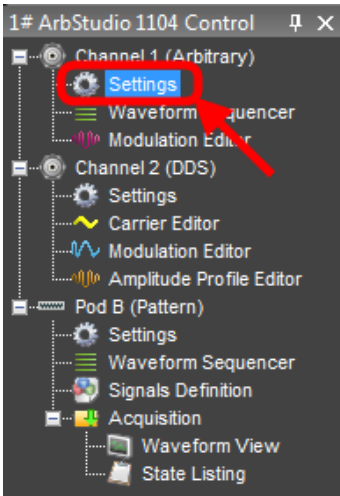 1# ArbStudio 1104 Control
Channel 1 (Arbitrary)
Settings
Waveform Sequencer
Modulation Editor
Channel 2 (DDS)
Settings
Carrier Editor
Modulation Editor
Amplitude Profile Editor
Pod B (Pattern)
Settings
Waveform Sequencer
Signals Definition
Acquisition
Waveform View
State Listing